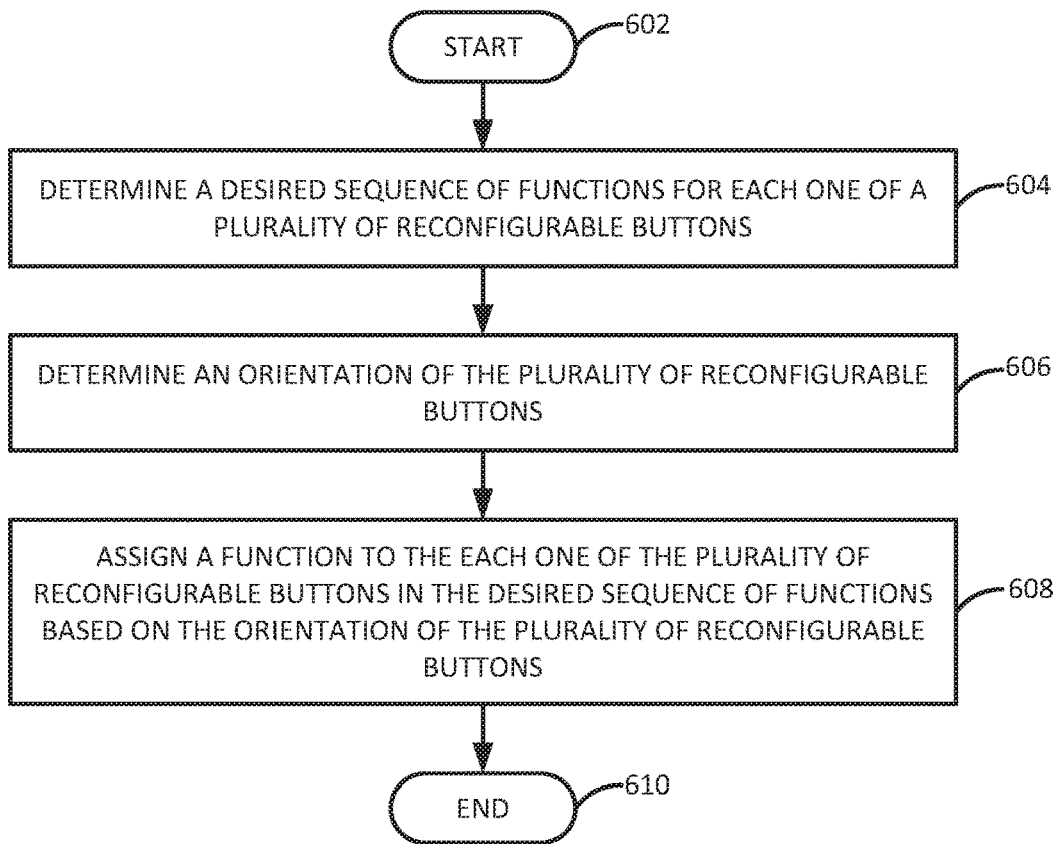 START
602
DETERMINE A DESIRED SEQUENCE OF FUNCTIONS FOR EACH ONE OF A
PLURALITY OF RECONFIGURABLE BUTTONS
604
DETERMINE AN ORIENTATION OF THE PLURALITY OF RECONFIGURABLE
BUTTONS
606
ASSIGN A FUNCTION TO THE EACH ONE OF THE PLURALITY OF
RECONFIGURABLE BUTTONS IN THE DESIRED SEQUENCE OF FUNCTIONS
BASED ON THE ORIENTATION OF THE PLURALITY OF RECONFIGURABLE
BUTTONS
608
END
610